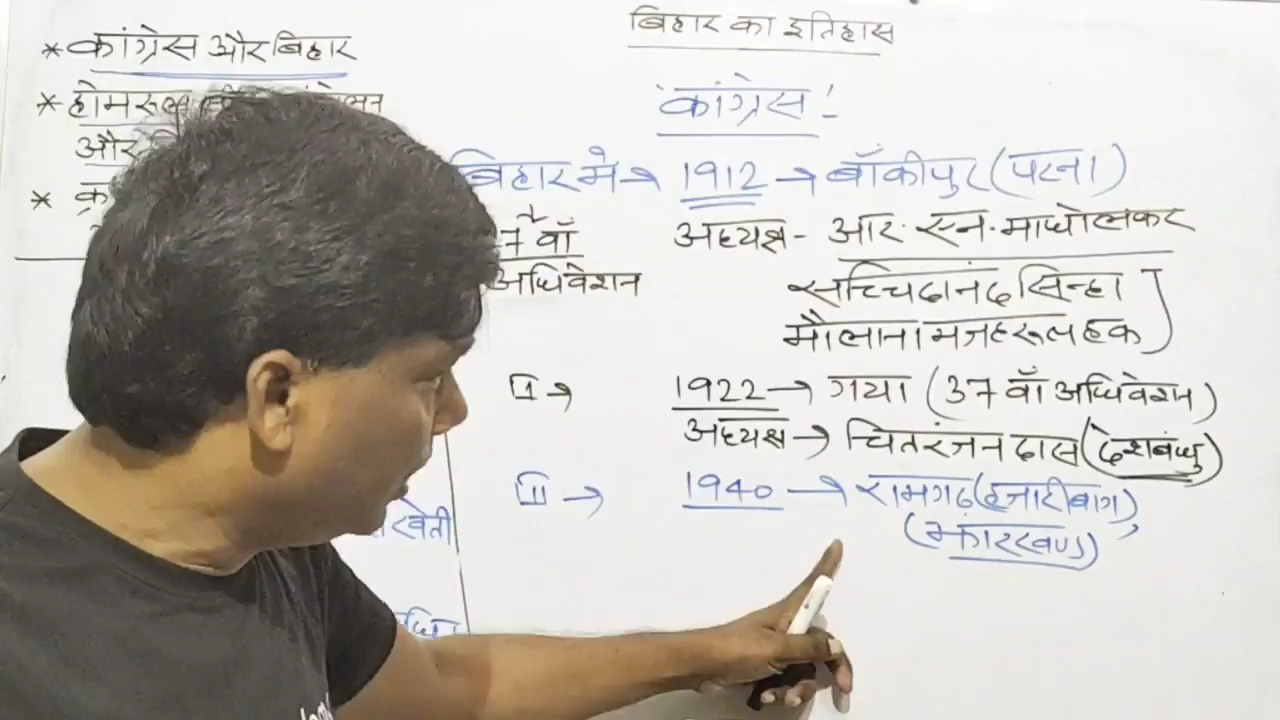 बिहार का इतिहास
* कांग्रेस और बिहार
* होमरूल
और
*
'कांग्रेस'!
बिहार मे → 1912 → बाँकीपुर (पटना)
7 वाँ
अधिवेशन
अध्यक्ष - आर. एन. माधोलकर
सच्चिदानंद सिन्हा
मौलाना मजहरूल हक
II → 1922 → गया (37 वाँ अधिवेशन)
अध्यक्ष → चितरंजन दास (देशबंधु)
III → 1940 → रामगढ़ (हजारीबाग)
(झारखण्ड)